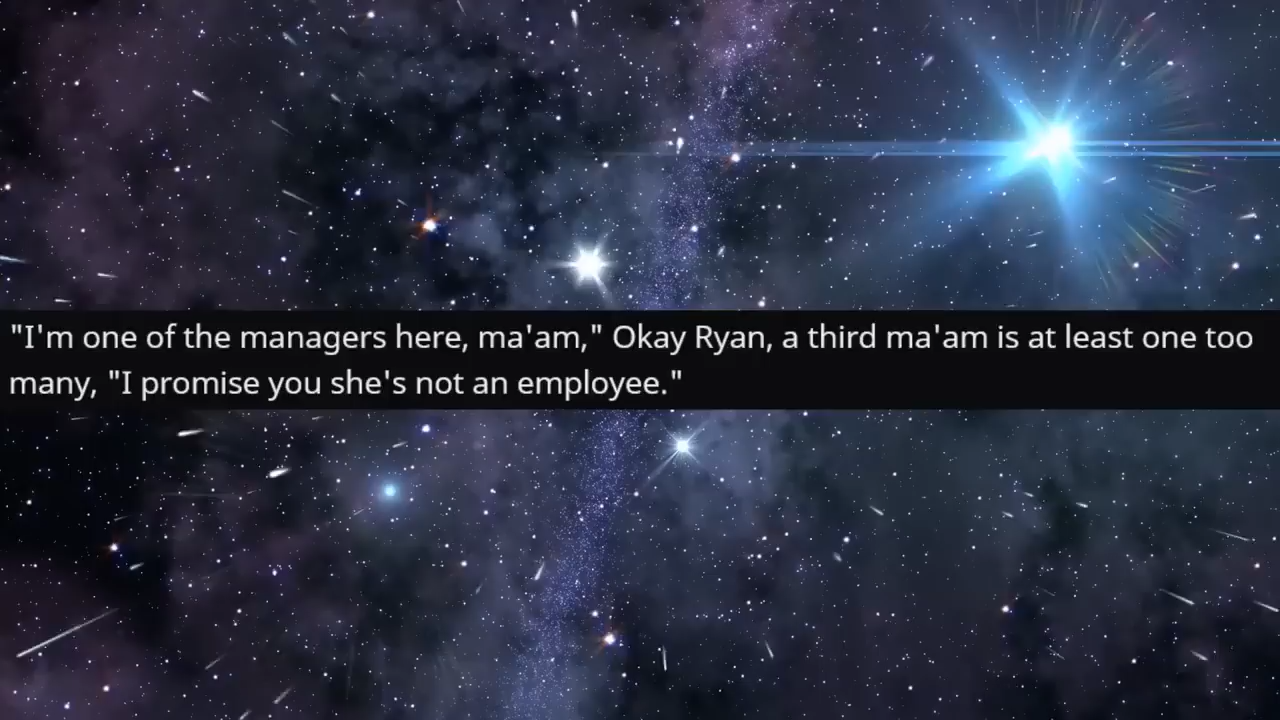 "I'm one of the managers here, ma'am," Okay Ryan, a third ma'am is at least one too
many, "I promise you she's not an employee."